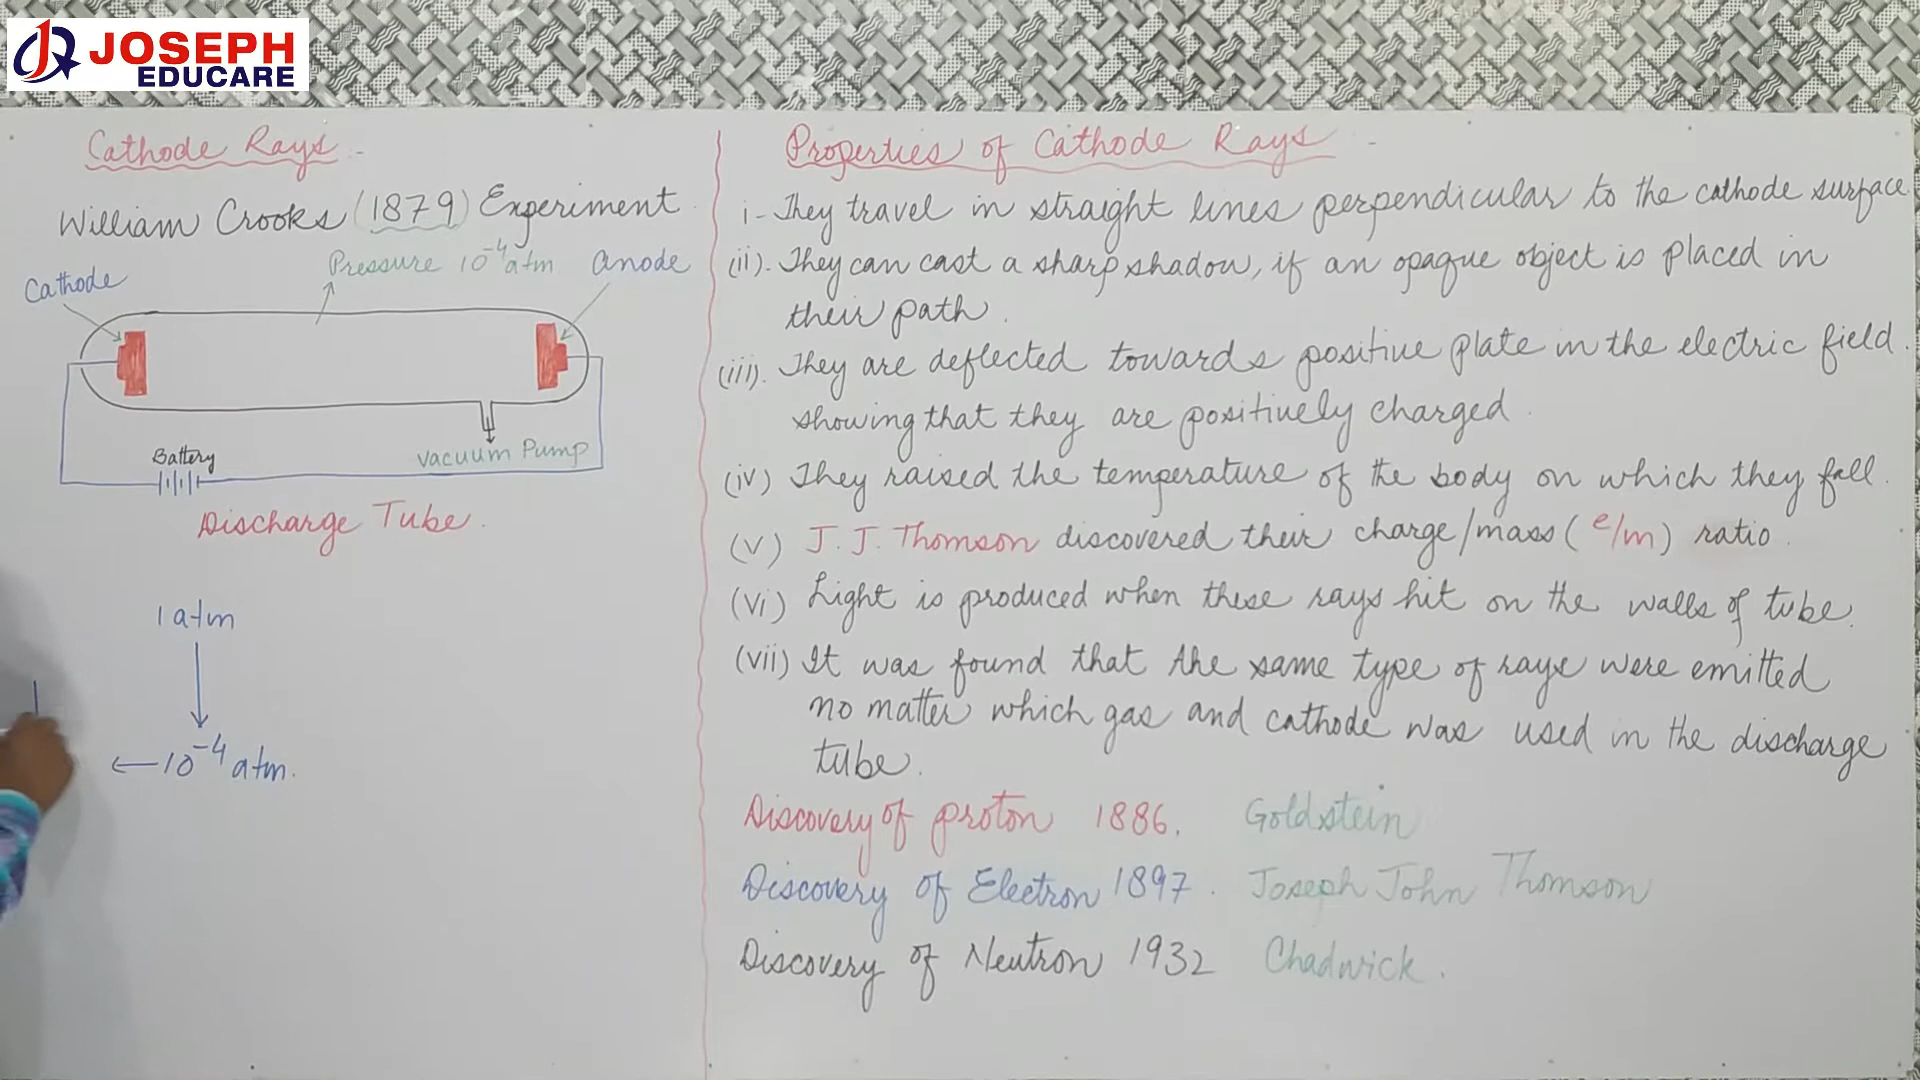 JOSEPH
EDUCARE
Cathode Rays -
William Crooks (1879) Experiment
Pressure 10⁻⁴ atm
anode
Cathode
Battery
Vacuum Pump
Discharge Tube.
1 atm
← 10⁻⁴ atm.
Properties of Cathode Rays -
i - They travel in straight lines perpendicular to the cathode surface
(ii). They can cast a sharp shadow, if an opaque object is placed in
their path.
(iii). They are deflected towards positive plate in the electric field.
showing that they are positively charged.
(iv) They raised the temperature of the body on which they fall.
(v) J. J. Thomson discovered their charge/mass (e/m) ratio.
(vi) Light is produced when these rays hit on the walls of tube.
(vii) It was found that the same type of rays were emitted
no matter which gas and cathode was used in the discharge
tube.
Discovery of proton 1886. Goldstein
Discovery of Electron 1897. Joseph John Thomson
Discovery of Neutron 1932 Chadwick.